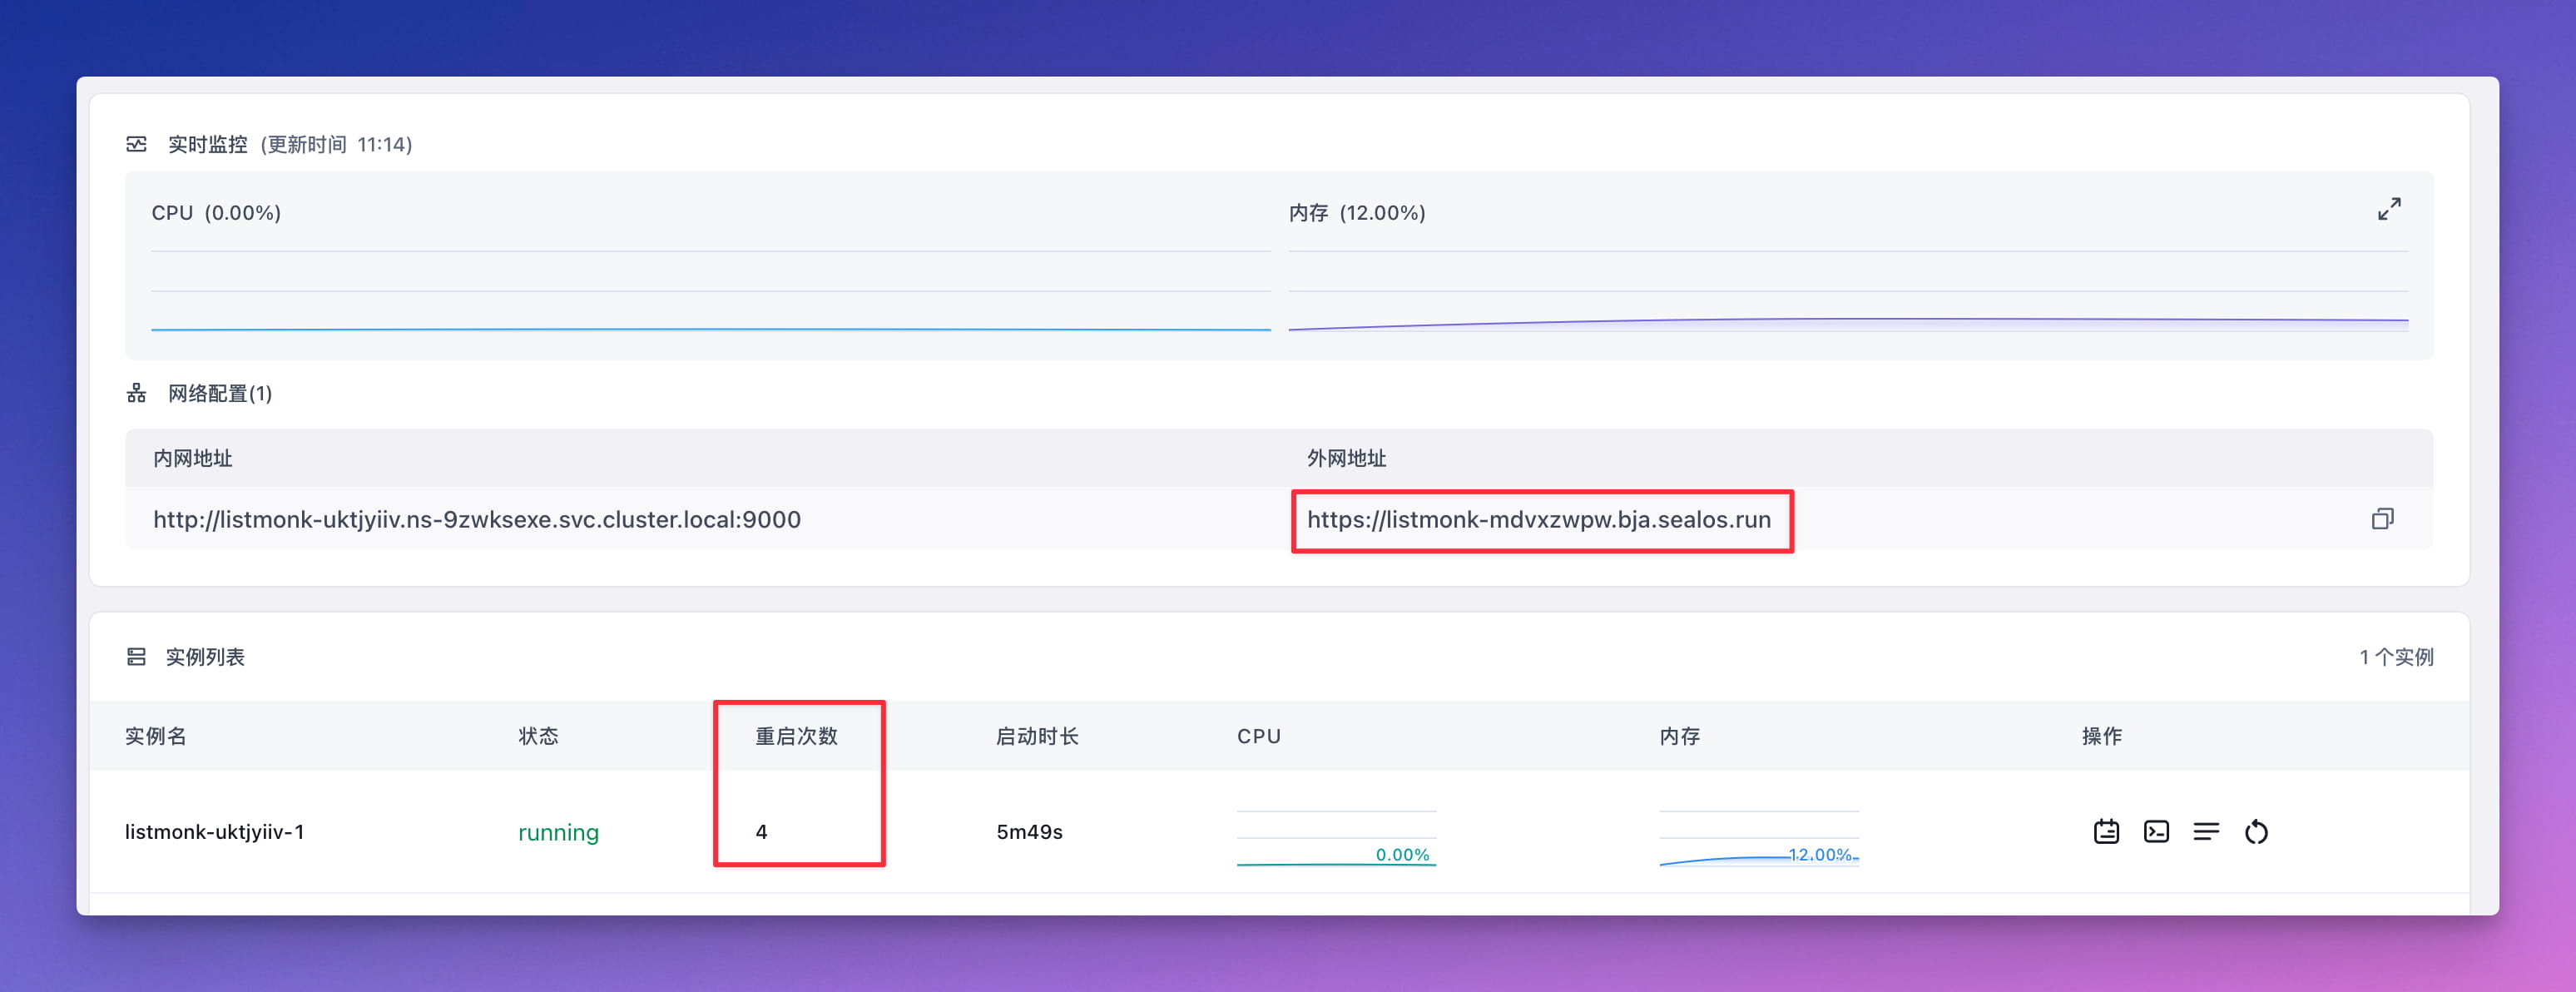 实时监控 (更新时间 11:14)
CPU (0.00%)
内存 (12.00%)
网络配置(1)
内网地址
外网地址
http://listmonk-uktjyiiv.ns-9zwksexe.svc.cluster.local:9000
https://listmonk-mdvxzwpw.bja.sealos.run
实例列表
1 个实例
实例名
状态
重启次数
启动时长
CPU
内存
操作
listmonk-uktjyiiv-1
running
4
5m49s
0.00%
12.00%